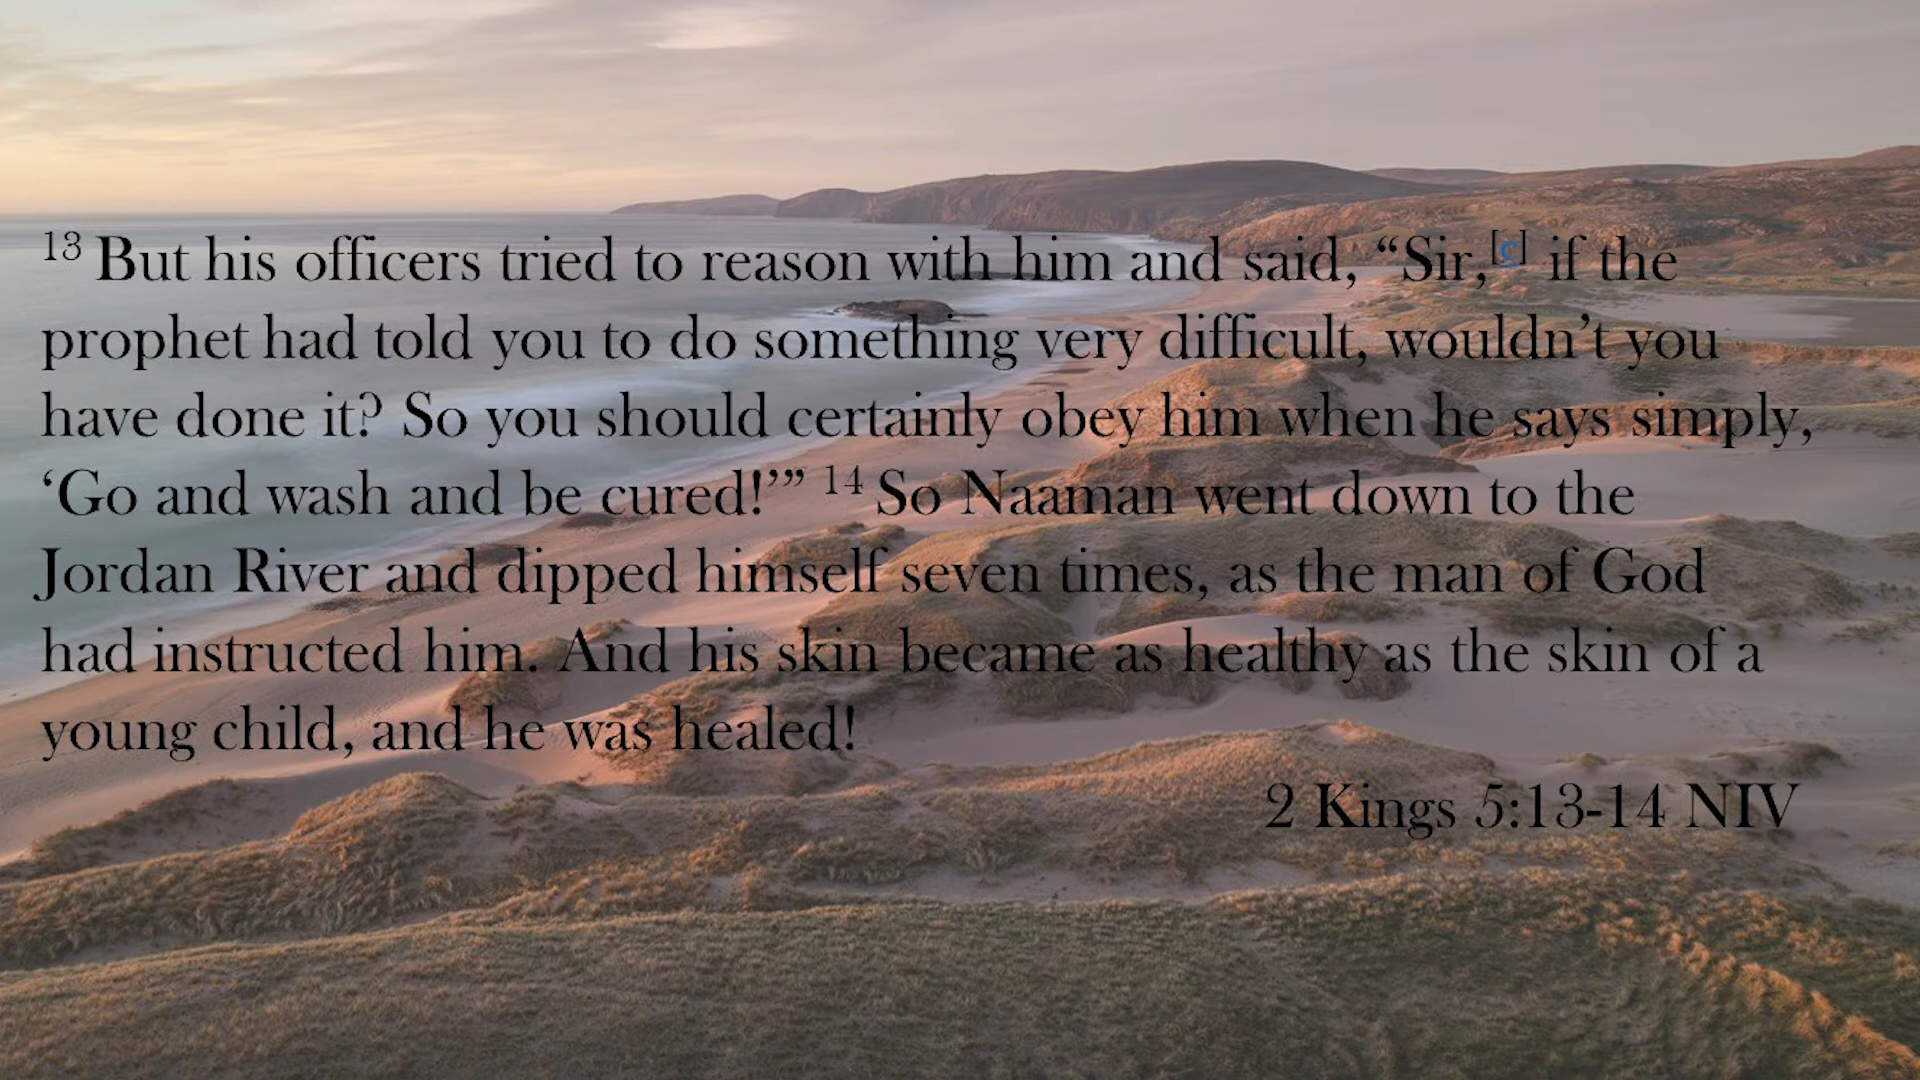 13 But his officers tried to reason with him and said, “Sir,[c] if the
prophet had told you to do something very difficult, wouldn’t you
have done it? So you should certainly obey him when he says simply,
‘Go and wash and be cured!’” 14 So Naaman went down to the
Jordan River and dipped himself seven times, as the man of God
had instructed him. And his skin became as healthy as the skin of a
young child, and he was healed!
2 Kings 5:13-14 NIV